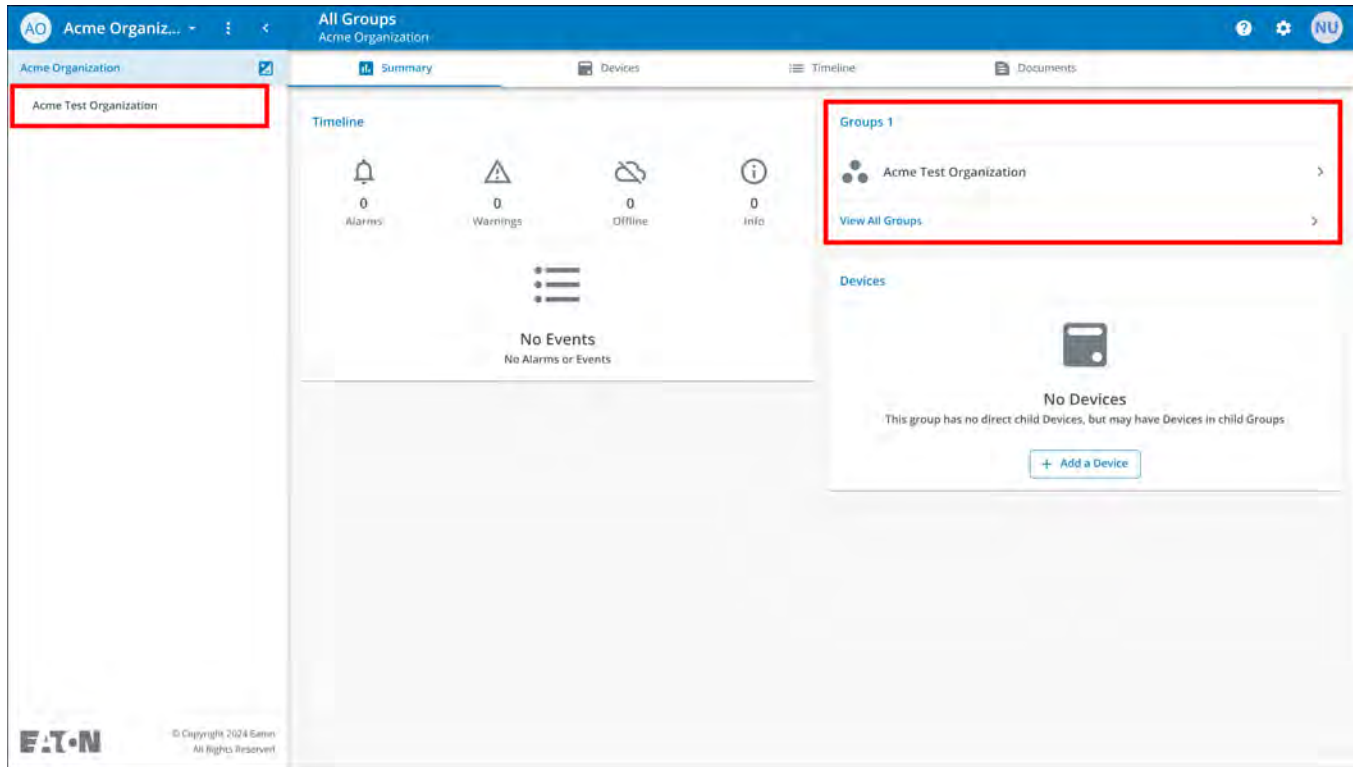 AO Acme Organiz... All Groups NU
Acme Organization
Acme Organization
Summary Devices Timeline Documents
Acme Test Organization
Timeline
0 0 0 0
Alarms Warnings Offline Info
No Events
No Alarms or Events
Groups 1
Acme Test Organization
View All Groups
Devices
No Devices
This group has no direct child Devices, but may have Devices in child Groups
+ Add a Device
EATON
© Copyright 2024 Eaton
All Rights Reserved